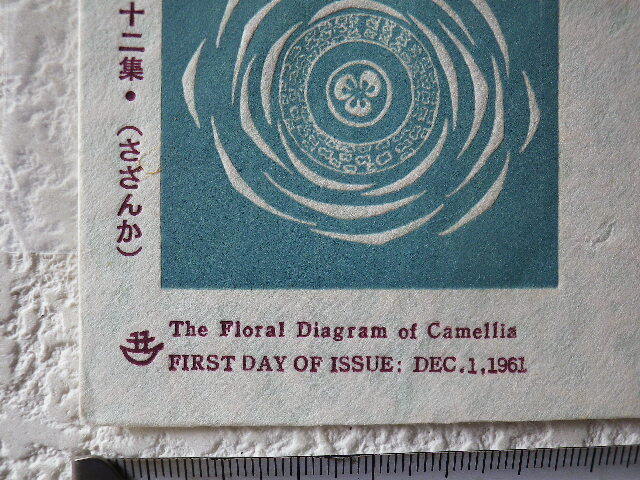 十二集・(さざんか)
The Floral Diagram of Camellia
FIRST DAY OF ISSUE: DEC.1,1961